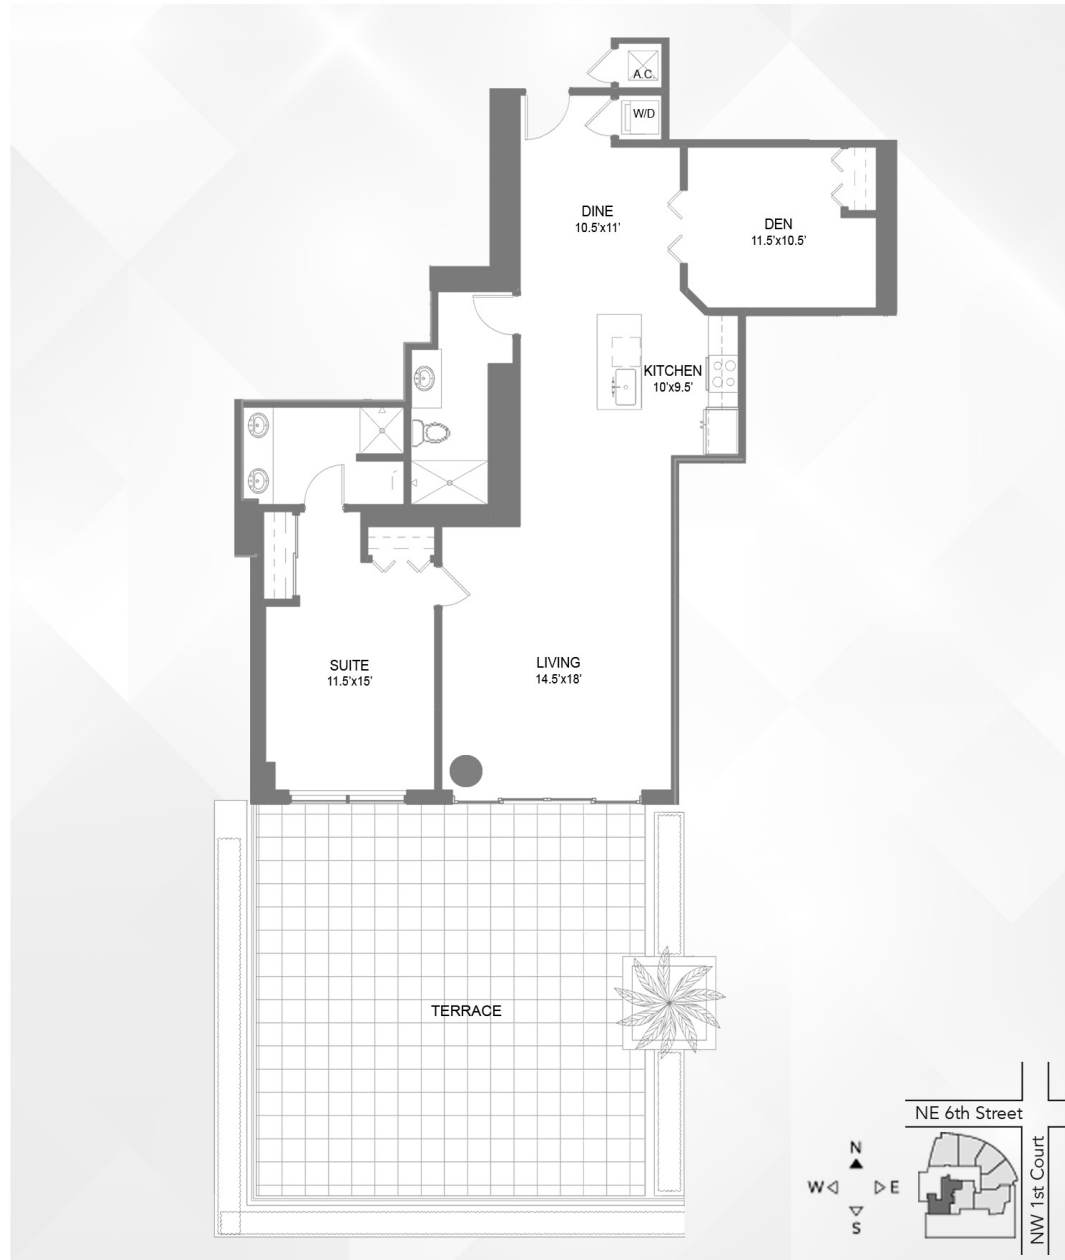 A.C.
W/D
DINE
10.5'x11'
DEN
11.5'x10.5'
KITCHEN
10'x9.5'
SUITE
11.5'x15'
LIVING
14.5'x18'
TERRACE
NE 6th Street
NW 1st Court
N
W E
S